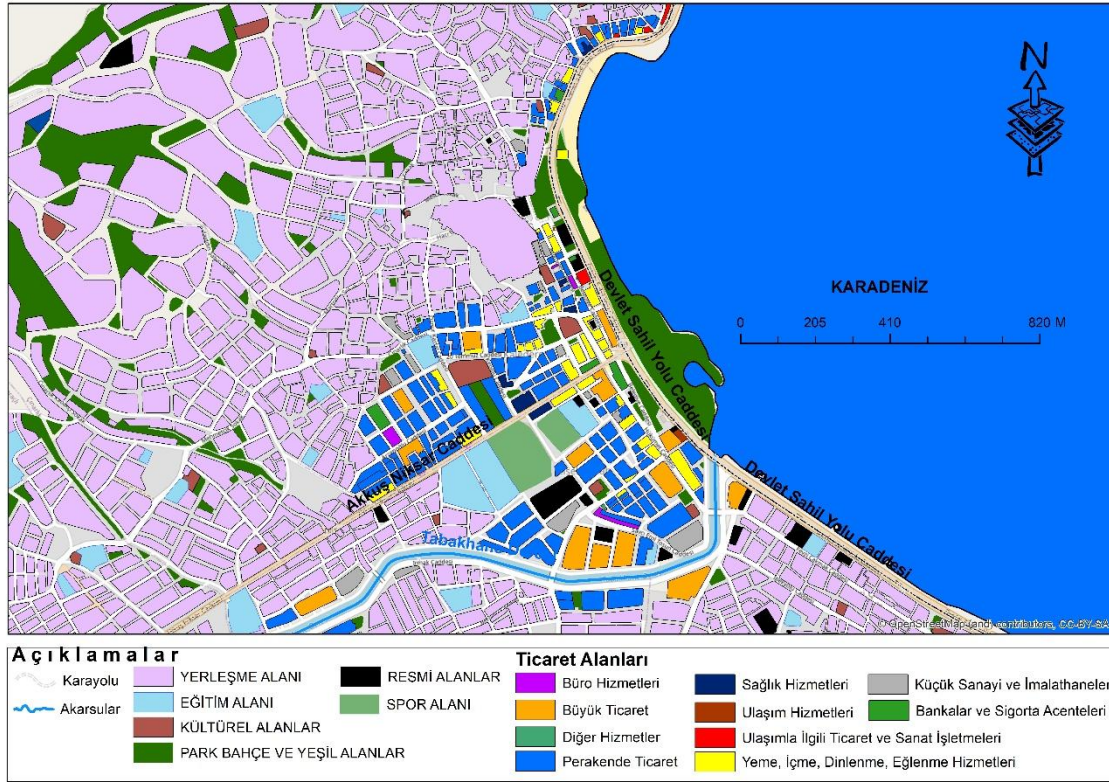 N
KARADENİZ
0 205 410 820 M
Devlet Sahil Yolu Caddesi
Akkuş Niksar Caddesi
Devlet Sahil Yolu Caddesi
Tabakhane
© OpenStreetMap (and) contributors, CC-BY-SA
Açıklamalar
Karayolu
Akarsular
YERLEŞME ALANI
EĞİTİM ALANI
KÜLTÜREL ALANLAR
PARK BAHÇE VE YEŞİL ALANLAR
RESMİ ALANLAR
SPOR ALANI
Ticaret Alanları
Büro Hizmetleri
Büyük Ticaret
Diğer Hizmetler
Perakende Ticaret
Sağlık Hizmetleri
Ulaşım Hizmetleri
Ulaşımla İlgili Ticaret ve Sanat İşletmeleri
Yeme, İçme, Dinlenme, Eğlenme Hizmetleri
Küçük Sanayi ve İmalathaneler
Bankalar ve Sigorta Acenteleri